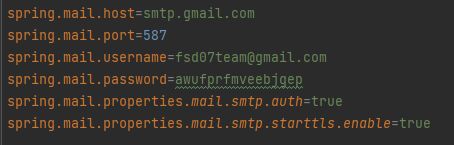 spring.mail.host=smtp.gmail.com
spring.mail.port=587
spring.mail.username=fsd07team@gmail.com
spring.mail.password=awufprfmveebjgep
spring.mail.properties.mail.smtp.auth=true
spring.mail.properties.mail.smtp.starttls.enable=true